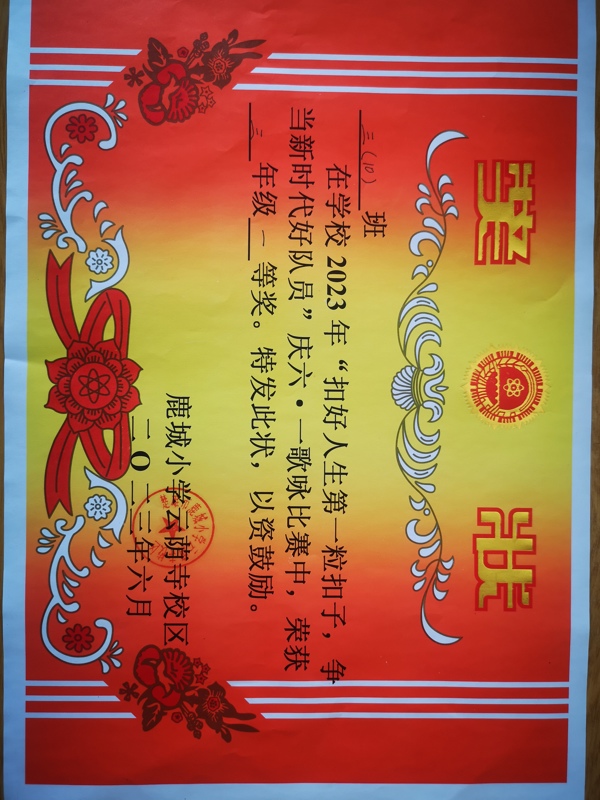 奖状
三（10）班
在学校2023年“扣好人生第一粒扣子，争
当新时代好队员”庆六·一歌咏比赛中，荣获
三年级一等奖。特发此状，以资鼓励。
鹿城小学云荫寺校区
二〇二三年六月